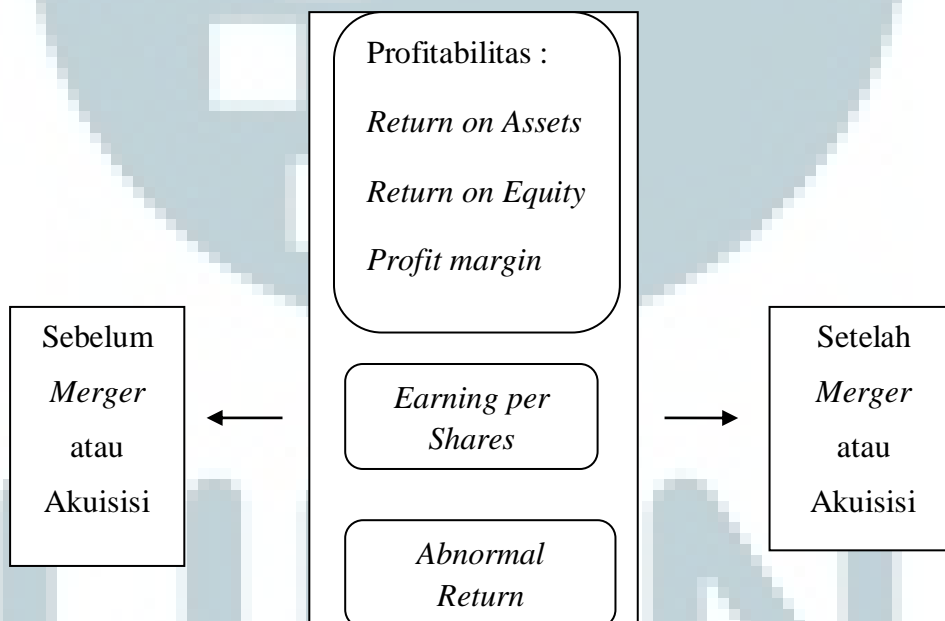 Profitabilitas :
Return on Assets
Return on Equity
Profit margin
Sebelum
Merger
atau
Akuisisi
Earning per
Shares
Setelah
Merger
atau
Akuisisi
Abnormal
Return